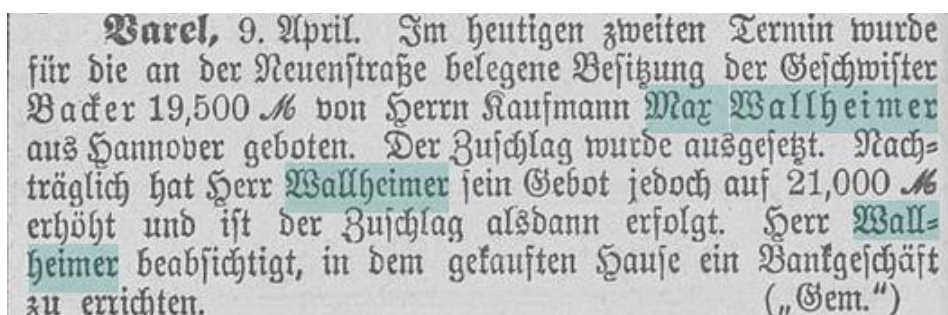 Varel, 9. April. Im heutigen zweiten Termin wurde
für die an der Neuenstraße belegene Besitzung der Geschwister
Backer 19,500 ℳ von Herrn Kaufmann Max Wallheimer
aus Hannover geboten. Der Zuschlag wurde ausgesetzt. Nach-
träglich hat Herr Wallheimer sein Gebot jedoch auf 21,000 ℳ
erhöht und ist der Zuschlag alsdann erfolgt. Herr Wall-
heimer beabsichtigt, in dem gekauften Hause ein Bankgeschäft
zu errichten. („Gem.“)